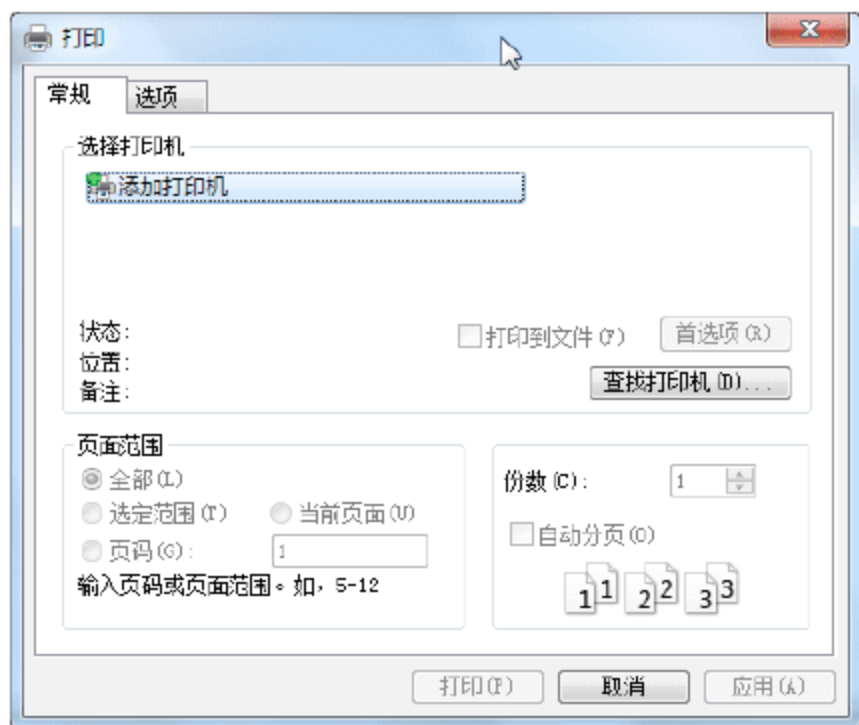 打印
常规 选项
选择打印机
添加打印机
状态:
打印到文件(F) 首选项(R)
位置:
查找打印机(D)...
备注:
页面范围
全部(L)
份数(C): 1
选定范围(T) 当前页面(U)
自动分页(O)
页码(G): 1
输入页码或页面范围。如, 5-12
1 1 2 2 3 3
打印(P) 取消 应用(A)